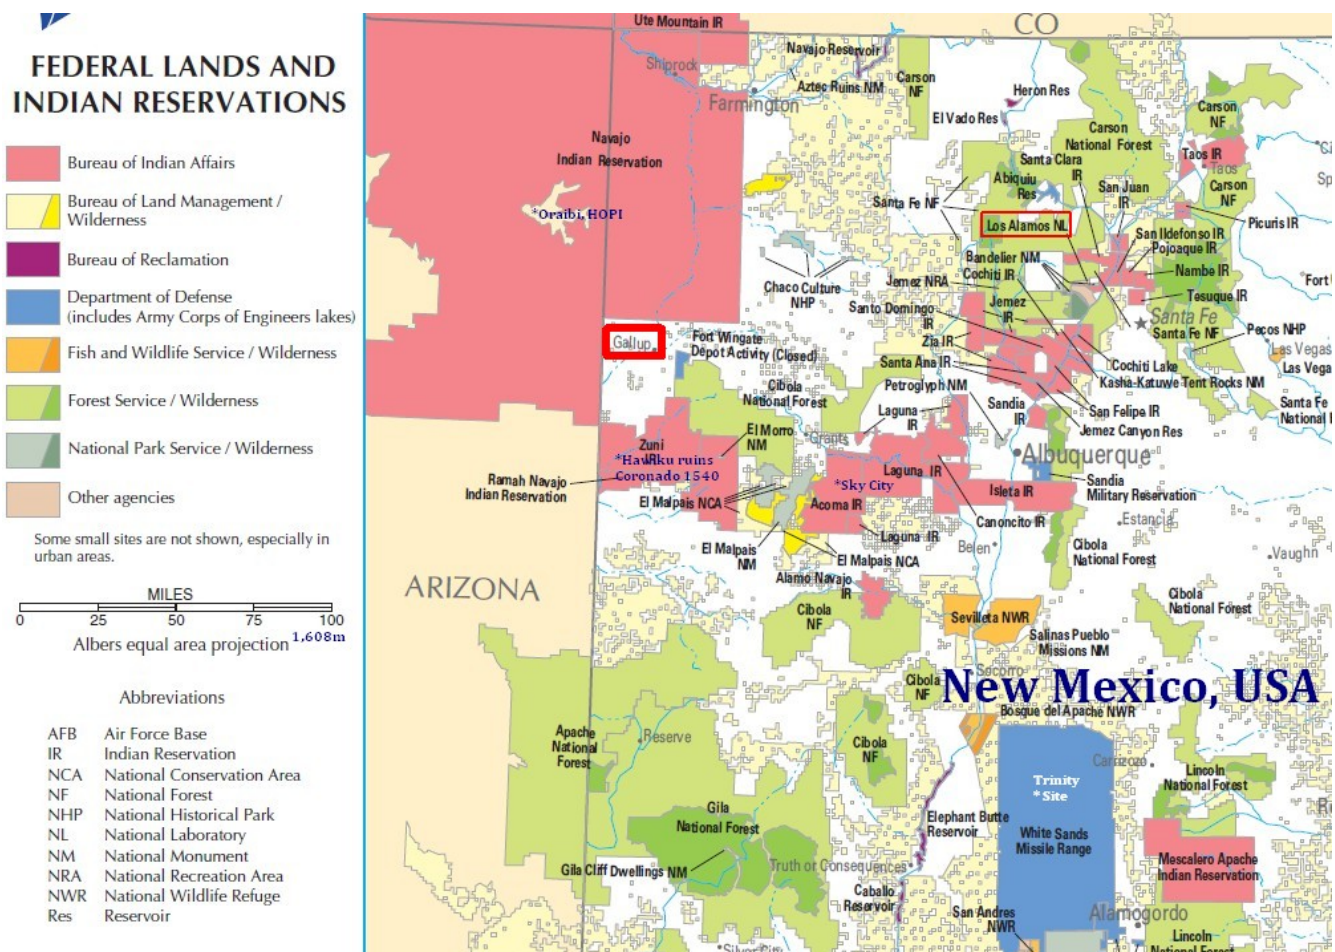 FEDERAL LANDS AND
INDIAN RESERVATIONS
Bureau of Indian Affairs
Bureau of Land Management /
Wilderness
Bureau of Reclamation
Department of Defense
(includes Army Corps of Engineers lakes)
Fish and Wildlife Service / Wilderness
Forest Service / Wilderness
National Park Service / Wilderness
Other agencies
Some small sites are not shown, especially in
urban areas.
MILES
0 25 50 75 100
Albers equal area projection 1,608m
Abbreviations
AFB Air Force Base
IR Indian Reservation
NCA National Conservation Area
NF National Forest
NHP National Historical Park
NL National Laboratory
NM National Monument
NRA National Recreation Area
NWR National Wildlife Refuge
Res Reservoir
CO
Ute Mountain IR
Navajo Reservoir
Shiprock
Carson
NF
Aztec Ruins NM
Farmington
Heron Res
El Vado Res
Carson
NF
Carson
National Forest
Navajo
Indian Reservation
Santa Clara
IR
Taos IR
Taos
Abiquiu
Res
San Juan
IR
Carson
NF
*Oraibi, HOPI
Santa Fe NF
Los Alamos NL
Picuris IR
San Ildefonso IR
Pojoaque IR
Bandelier NM
Cochiti IR
Nambe IR
Jemez NRA
Chaco Culture
NHP
Tesuque IR
Santo Domingo
IR
Jemez
IR
Santa Fe
Santa Fe NF
Pecos NHP
Gallup
Fort Wingate
Depot Activity (Closed)
Zia IR
Las Vegas
Santa Ana IR
Cochiti Lake
Kasha-Katuwe Tent Rocks NM
Cibola
National Forest
Petroglyph NM
Laguna
IR
Sandia
IR
San Felipe IR
Jemez Canyon Res
Santa Fe
El Morro
NM
Grants
Zuni
IR
*Hawiku ruins
Coronado 1540
Albuquerque
Ramah Navajo
Indian Reservation
Laguna IR
*Sky City
Sandia
Military Reservation
Isleta IR
El Malpais NCA
Acoma IR
Canoncito IR
Estancia
Laguna IR
Belen
El Malpais
NM
El Malpais NCA
Cibola
National Forest
Vaughn
ARIZONA
Alamo Navajo
IR
Cibola
NF
Cibola
National Forest
Sevilleta NWR
Salinas Pueblo
Missions NM
Socorro
Cibola
NF
New Mexico, USA
Bosque del Apache NWR
Apache
National
Forest
Reserve
Cibola
NF
Carrizozo
Trinity
*Site
Lincoln
National Forest
Gila
National Forest
Elephant Butte
Reservoir
White Sands
Missile Range
Gila Cliff Dwellings NM
Truth or Consequences
Mescalero Apache
Indian Reservation
Caballo
Reservoir
San Andres
NWR
Alamogordo
Lincoln
National Forest
Silver City